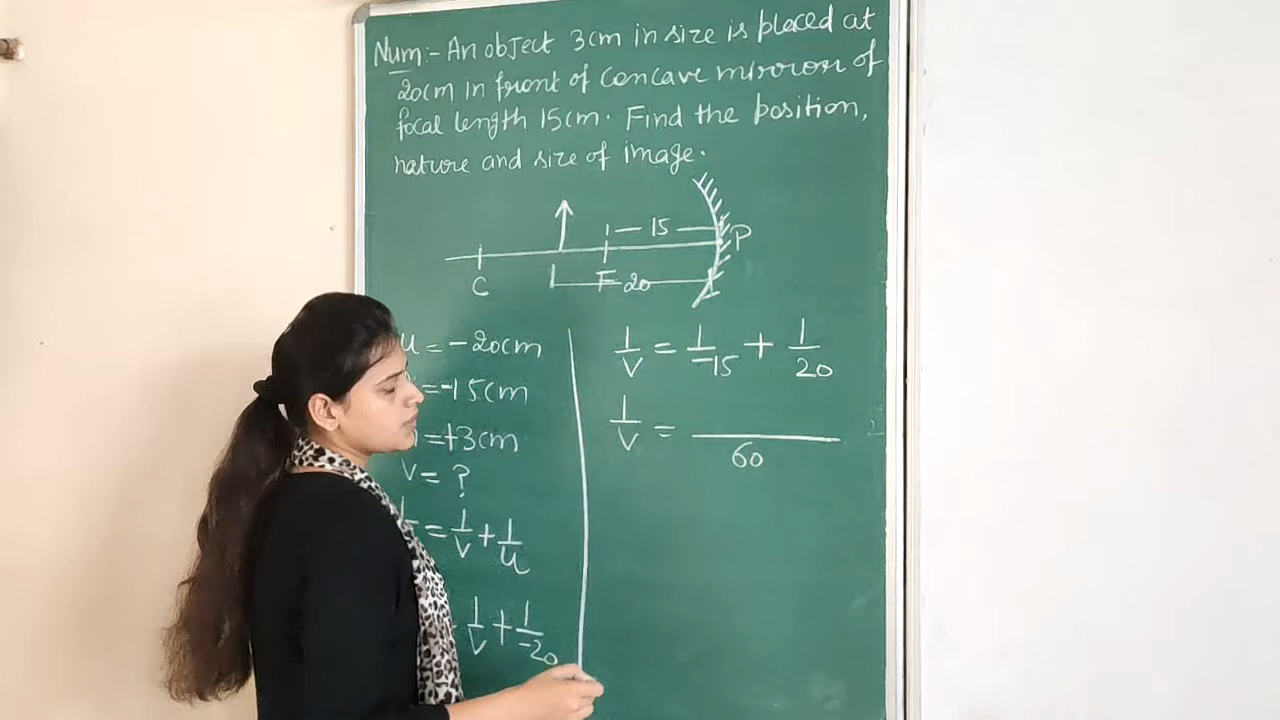 Num:- An object 3cm in size is placed at
20cm in front of concave mirror of
focal length 15cm. Find the position,
nature and size of image.
15
P
C
F
20
u = -20cm
= -15cm
= +3cm
v = ?
= 1/v + 1/u
1/v + 1/-20
1/v = 1/-15 + 1/20
1/v = /60